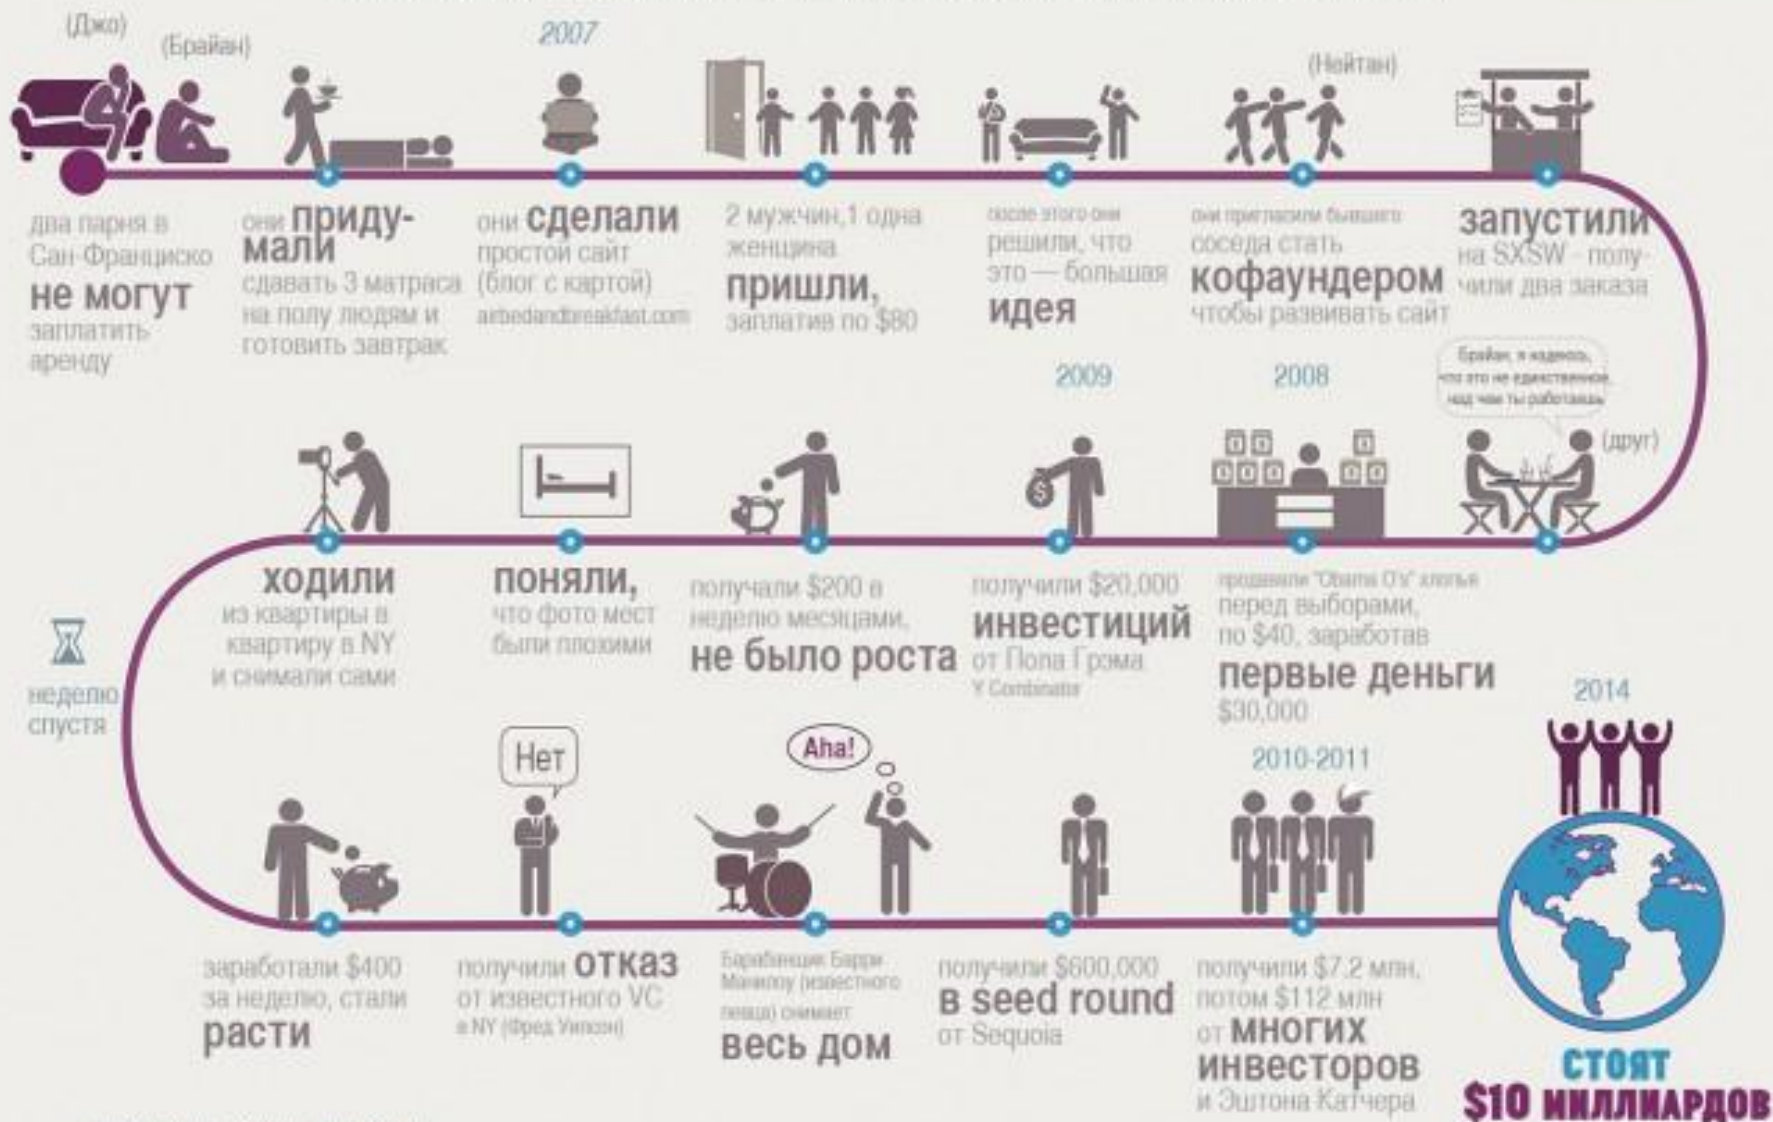 (Джо)
(Брайан)
2007
(Нейтан)
два парня в
Сан-Франциско
не могут
заплатить
аренду
они приду-
мали
сдавать 3 матраса
на полу людям и
готовить завтрак
они сделали
простой сайт
(блог с картой)
airbedandbreakfast.com
2 мужчин,1 одна
женщина
пришли,
заплатив по $80
после этого они
решили, что
это — большая
идея
они пригласили бывшего
соседа стать
кофаундером
чтобы развивать сайт
запустили
на SXSW - полу-
чили два заказа
Брайан, я надеюсь,
что это не единственное,
над чем ты работаешь
(друг)
2008
продавали "Obama O's" хлопья
перед выборами,
по $40, заработав
первые деньги
$30,000
2009
получили $20,000
инвестиций
от Пола Грэма
Y Combinator
получали $200 в
неделю месяцами,
не было роста
поняли,
что фото мест
были плохими
ходили
из квартиры в
квартиру в NY
и снимали сами
неделю
спустя
заработали $400
за неделю, стали
расти
Нет
получили отказ
от известного VC
в NY (Фред Уилсон)
Aha!
Барабанщик Барри
Манилоу (известного
певца) снимает
весь дом
получили $600,000
в seed round
от Sequoia
2010-2011
получили $7.2 млн,
потом $112 млн
от многих
инвесторов
и Эштона Катчера
2014
СТОЯТ
$10 МИЛЛИАРДОВ